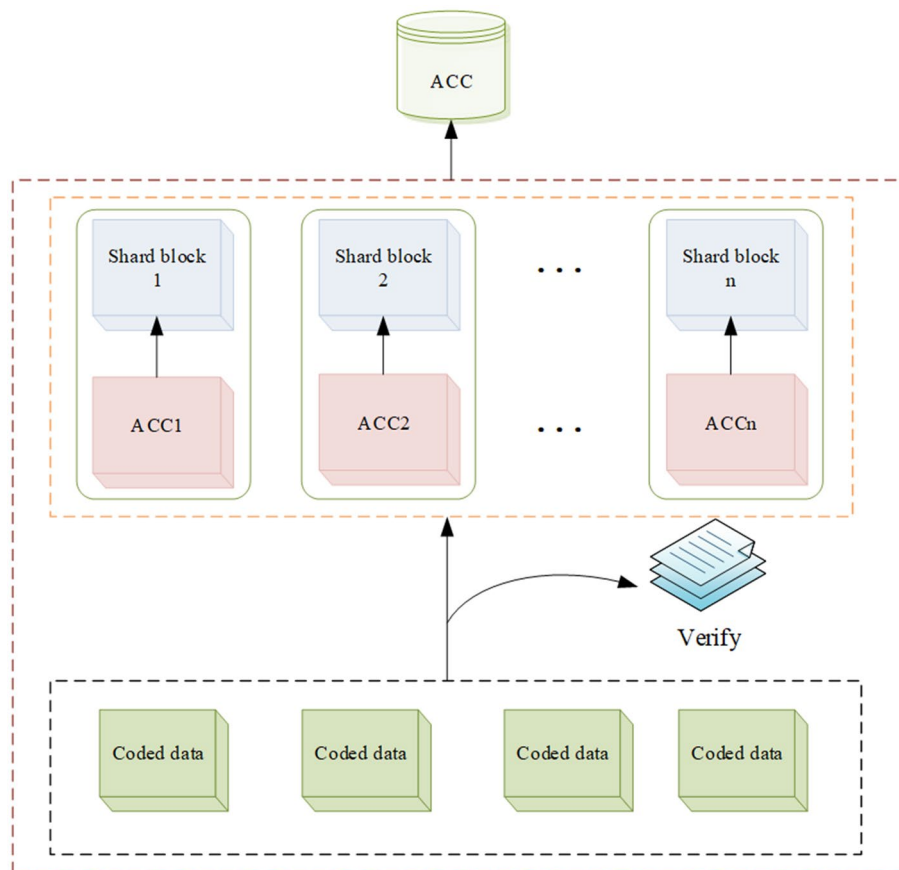 ACC
Shard block
1
Shard block
2
...
Shard block
n
ACC1
ACC2
...
ACCn
Verify
Coded data
Coded data
Coded data
Coded data